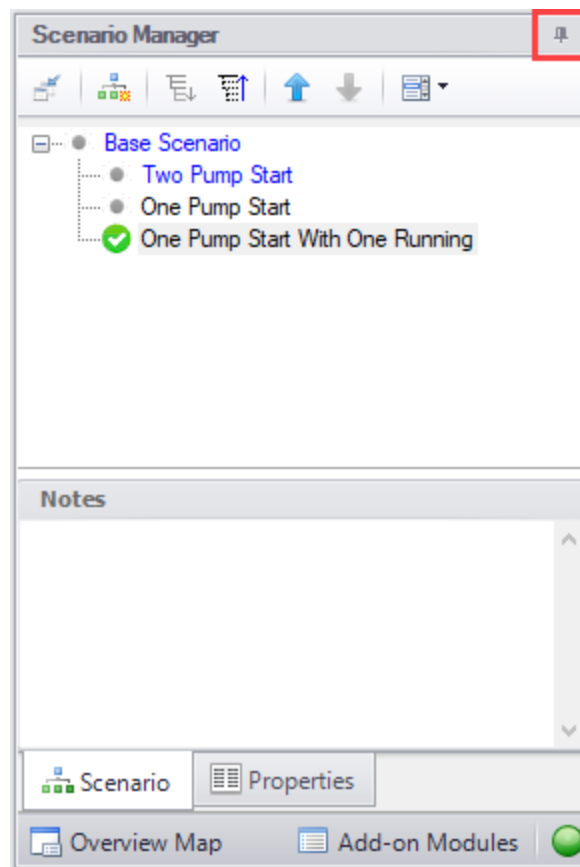 Scenario Manager
Base Scenario
Two Pump Start
One Pump Start
One Pump Start With One Running
Notes
Scenario Properties
Overview Map Add-on Modules